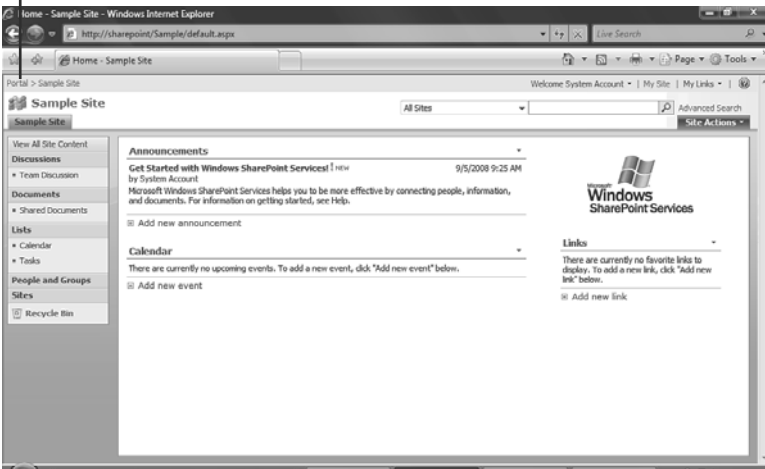 Home - Sample Site - Windows Internet Explorer
http://sharepoint/Sample/default.aspx
Live Search
Home - Sample Site
Page
Tools
Portal > Sample Site
Welcome System Account
My Site
My Links
Sample Site
All Sites
Advanced Search
Sample Site
Site Actions
View All Site Content
Discussions
Team Discussion
Documents
Shared Documents
Lists
Calendar
Tasks
People and Groups
Sites
Recycle Bin
Announcements
Get Started with Windows SharePoint Services! ! NEW
9/5/2008 9:25 AM
by System Account
Microsoft Windows SharePoint Services helps you to be more effective by connecting people, information,
and documents. For information on getting started, see Help.
Add new announcement
Calendar
There are currently no upcoming events. To add a new event, click "Add new event" below.
Add new event
Microsoft
Windows
SharePoint Services
Links
There are currently no favorite links to
display. To add a new link, click "Add new
link" below.
Add new link